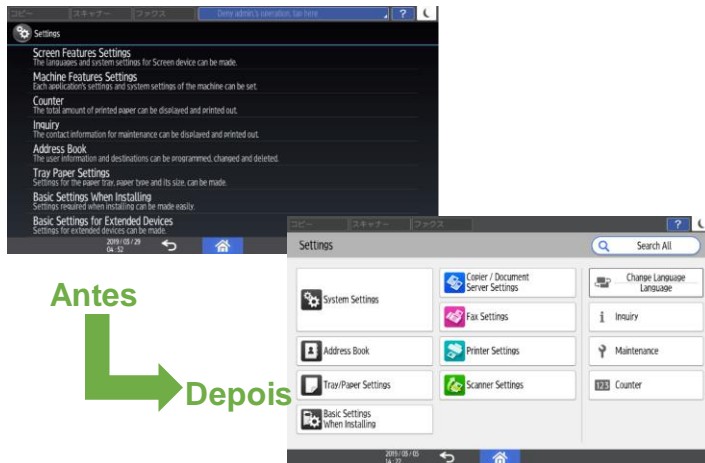 コピー スキャナー ファックス Deny admin's operation, tap here. ?
Settings
Screen Features Settings
The languages and system settings for Screen device can be made.
Machine Features Settings
Each application's settings and system settings of the machine can be set.
Counter
The total amount of printed paper can be displayed and printed out.
Inquiry
The contact information for maintenance can be displayed and printed out.
Address Book
The user information and destinations can be programmed, changed and deleted.
Tray Paper Settings
Settings for the paper tray, paper type and its size, can be made.
Basic Settings When Installing
Settings required when installing can be made easily.
Basic Settings for Extended Devices
Settings for extended devices can be made.
2019/03/29
04:52
Antes
Depois
コピー スキャナー ファックス ?
Settings
Search All
System Settings
Copier / Document
Server Settings
Change Language
Language
Fax Settings
i Inquiry
Address Book
Printer Settings
Maintenance
Tray/Paper Settings
Scanner Settings
123 Counter
Basic Settings
When Installing
2019/03/05